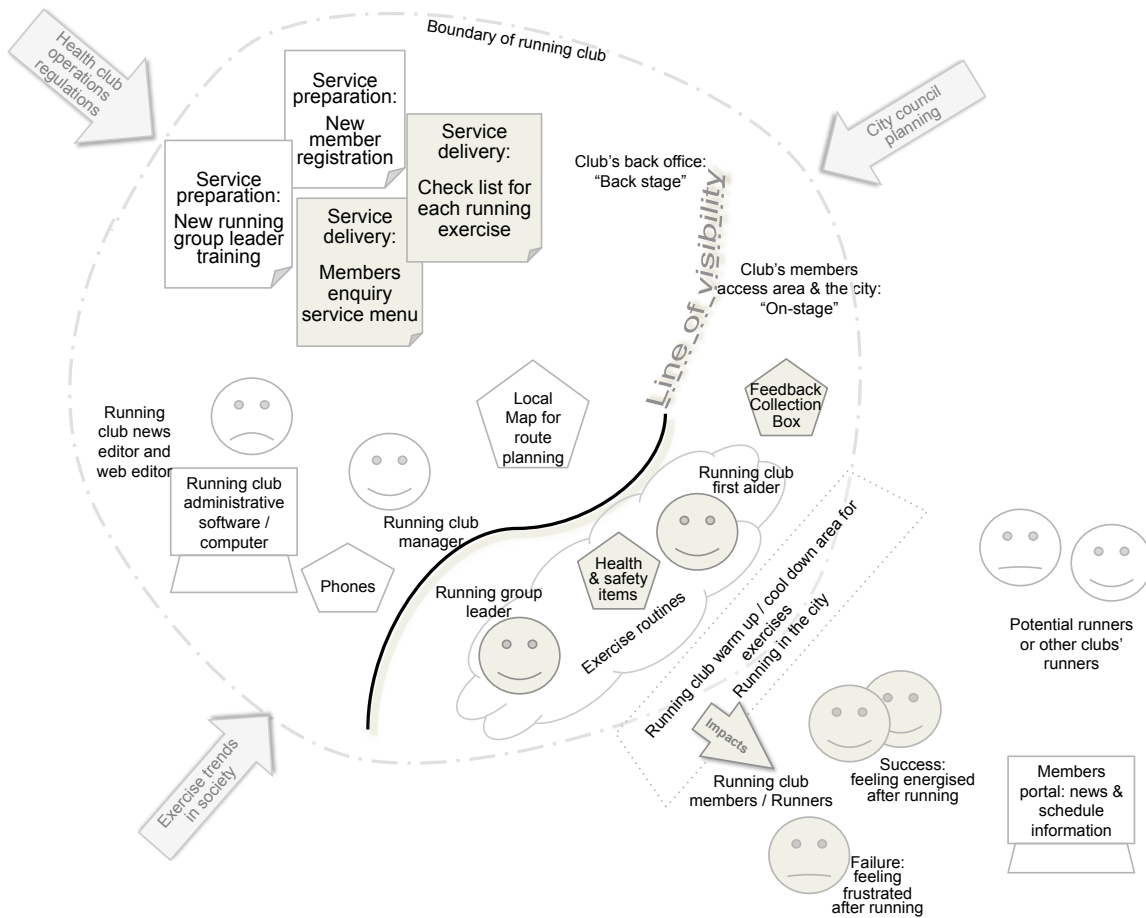 Boundary of running club
Health club
operations
regulations
City council
planning
Service
preparation:
New
member
registration
Service
delivery:
Check list for
each running
exercise
Service
preparation:
New running
group leader
training
Service
delivery:
Members
enquiry
service menu
Club's back office:
"Back stage"
Line of visibility
Club's members
access area & the city:
"On-stage"
Running
club news
editor and
web editor
Local
Map for
route
planning
Feedback
Collection
Box
Running club
administrative
software /
computer
Running club
manager
Phones
Running club
first aider
Health
& safety
items
Running group
leader
Exercise routines
Running club warm up / cool down area for
exercises
Running in the city
Potential runners
or other clubs'
runners
Impacts
Running club
members / Runners
Success:
feeling energised
after running
Members
portal: news &
schedule
information
Failure:
feeling
frustrated
after running
Exercise trends
in society